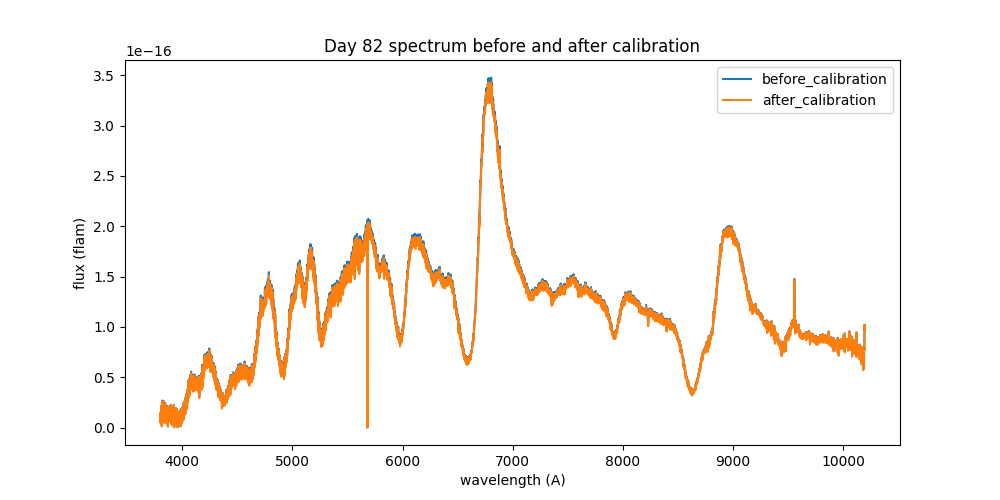 Day 82 spectrum before and after calibration
1e−16
before_calibration
after_calibration
flux (flam)
3.5
3.0
2.5
2.0
1.5
1.0
0.5
0.0
4000 5000 6000 7000 8000 9000 10000
wavelength (A)